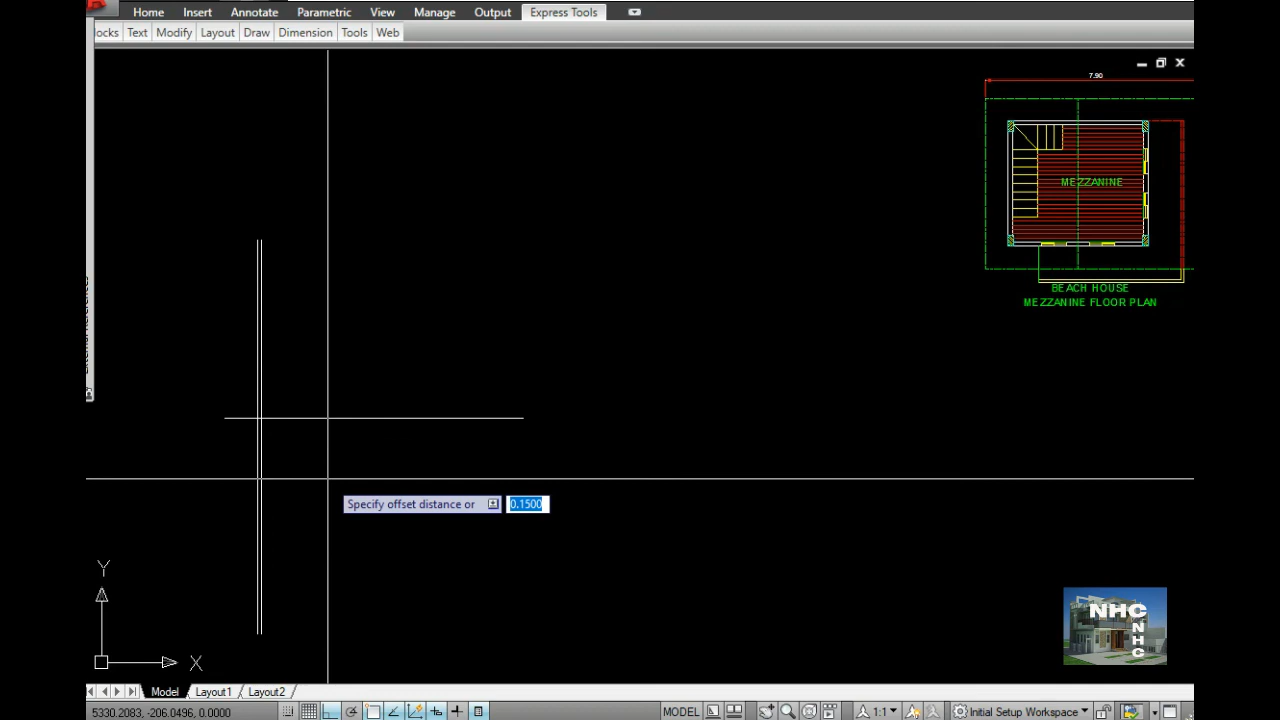 Home Insert Annotate Parametric View Manage Output Express Tools
ocks Text Modify Layout Draw Dimension Tools Web
7.90
MEZZANINE
BEACH HOUSE
MEZZANINE FLOOR PLAN
Specify offset distance or 0.1500
Y
X
NHC
N
H
C
Model Layout1 Layout2
5330.2083, -206.0496, 0.0000 MODEL 1:1 Initial Setup Workspace